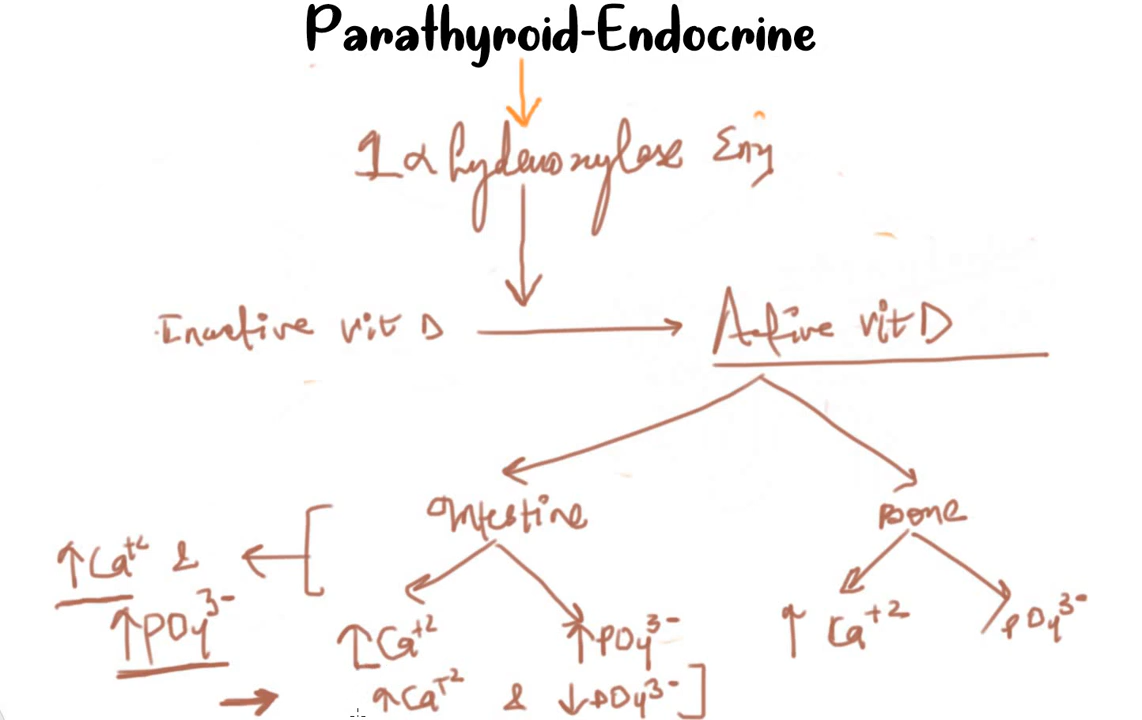 Parathyroid-Endocrine
1α hydroxylase Enz
Inactive vit D → Active vit D
Intestine Bone
↑Ca+2 &
↑PO4 3-
↑Ca+2 ↑PO4 3- ↑ Ca+2 PO4 3-
→ ↑Ca+2 & ↓PO4 3-]